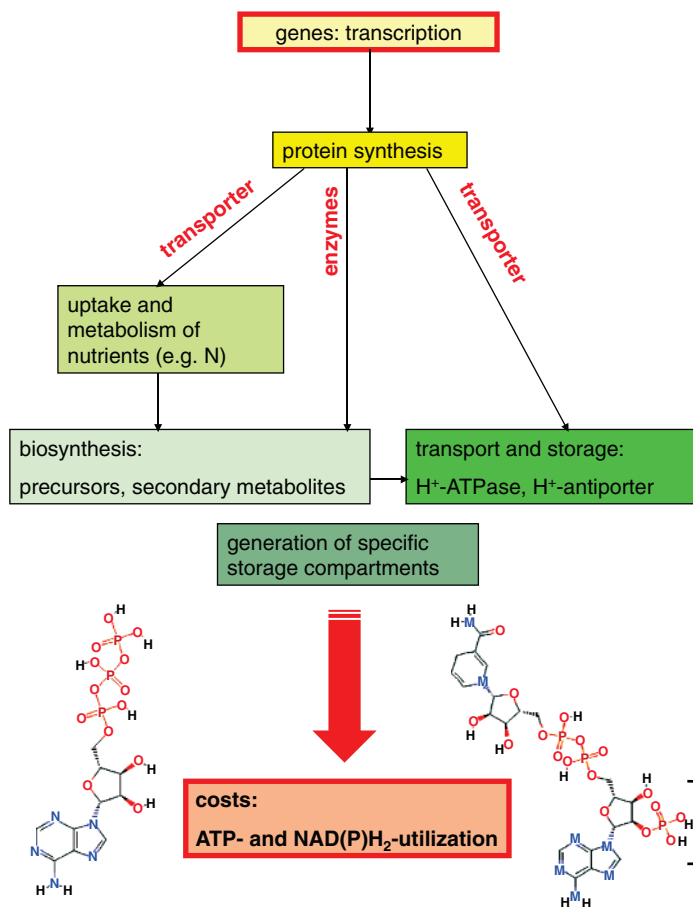 genes: transcription
protein synthesis
transporter
enzymes
transporter
uptake and
metabolism of
nutrients (e.g. N)
biosynthesis:
precursors, secondary metabolites
transport and storage:
H⁺-ATPase, H⁺-antiporter
generation of specific
storage compartments
costs:
ATP- and NAD(P)H₂-utilization